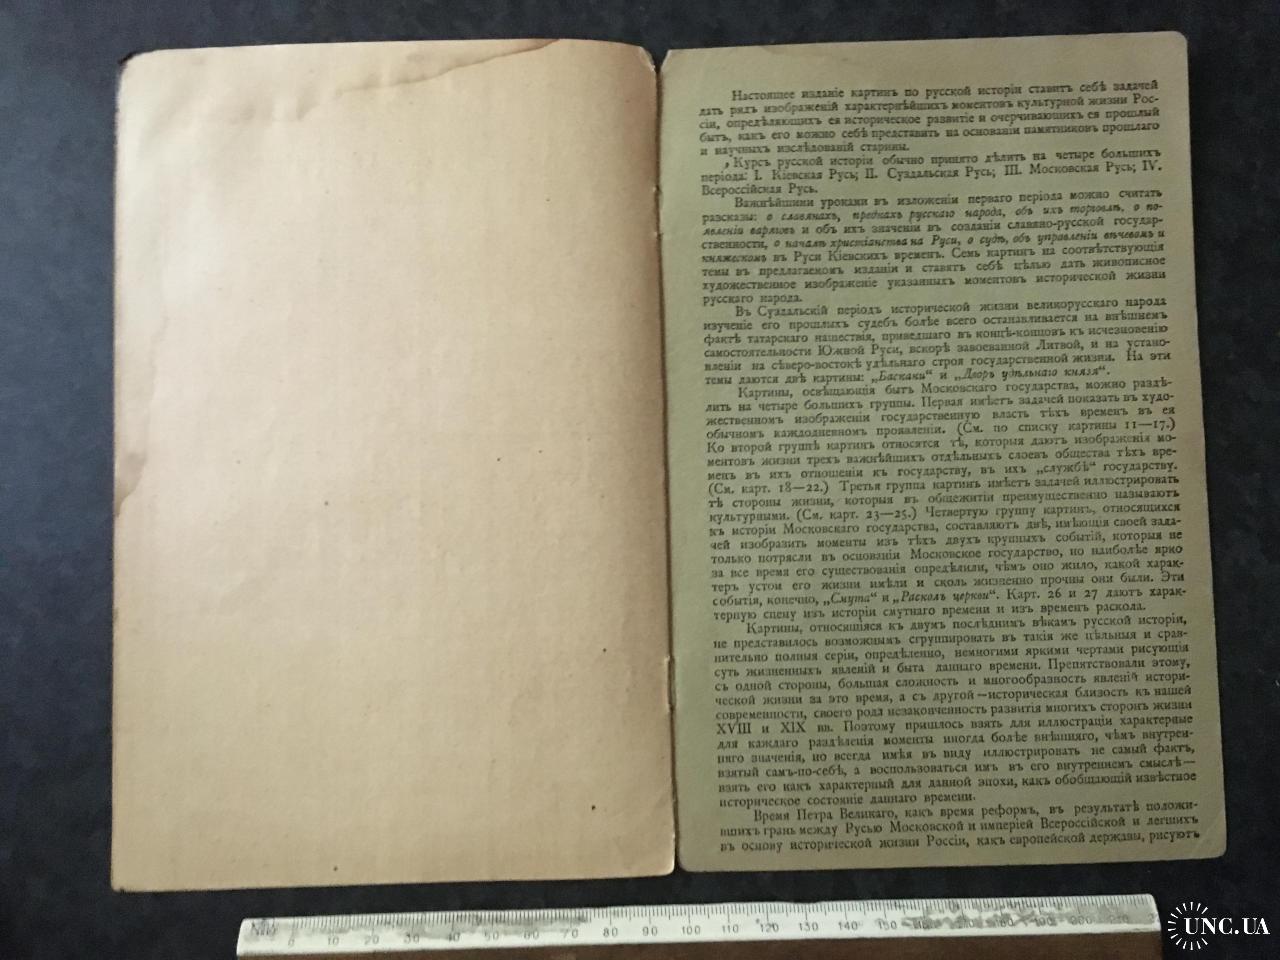 Настоящее изданіе картинъ по русской исторіи ставитъ себѣ задачей
дать рядъ изображеній характернѣйшихъ моментовъ культурной жизни Рос-
сіи, опредѣляющихъ ея историческое развитіе и очерчивающихъ ея прошлый
бытъ, какъ его можно себѣ представить на основаніи памятниковъ прошлаго
и научныхъ изслѣдованій старины.
Курсъ русской исторіи обычно принято дѣлить на четыре большихъ
періода: I. Кіевская Русь; II. Суздальская Русь; III. Московская Русь; IV.
Всероссійская Русь.
Важнѣйшими уроками въ изложеніи перваго періода можно считать
разсказы: о славянахъ, предкахъ русскаго народа, объ ихъ торговлѣ, о по-
явленіи варяговъ и объ ихъ значеніи въ созданіи славяно-русской государ-
ственности, о началѣ христіанства на Руси, о судѣ, объ управленіи вѣчевомъ и
княжескомъ въ Руси Кіевскихъ временъ. Семь картинъ на соотвѣтствующія
темы въ предлагаемомъ изданіи и ставятъ себѣ цѣлью дать живописное
художественное изображеніе указанныхъ моментовъ исторической жизни
русскаго народа.
Въ Суздальскій періодъ исторической жизни великорусскаго народа
изученіе его прошлыхъ судебъ болѣе всего останавливается на внѣшнемъ
фактѣ татарскаго нашествія, приведшаго въ концѣ-концовъ къ исчезновенію
самостоятельности Южной Руси, вскорѣ завоеванной Литвой, и на устано-
вленіи на сѣверо-востокѣ удѣльнаго строя государственной жизни. На эти
темы даются двѣ картины: „Баскаки“ и „Дворъ удѣльнаго князя“.
Картины, освѣщающія бытъ Московскаго государства, можно раздѣ-
лить на четыре большихъ группы. Первая имѣетъ задачей показать въ худо-
жественномъ изображеніи государственную власть тѣхъ временъ въ ея
обычномъ каждодневномъ проявленіи. (См. по списку картины 11—17.)
Ко второй группѣ картинъ относятся тѣ, которыя даютъ изображенія мо-
ментовъ жизни трехъ важнѣйшихъ отдѣльныхъ слоевъ общества тѣхъ вре-
менъ въ ихъ отношеніи къ государству, въ ихъ „службѣ“ государству.
(См. карт. 18—22.) Третья группа картинъ имѣетъ задачей иллюстрировать
тѣ стороны жизни, которыя въ общежитіи преимущественно называютъ
культурными. (См. карт. 23—25.) Четвертую группу картинъ, относящихся
къ исторіи Московскаго государства, составляютъ двѣ, имѣющія своей зада-
чей изобразить моменты изъ тѣхъ двухъ крупныхъ событій, которыя не
только потрясли въ основаніи Московское государство, но наиболѣе ярко
за все время его существованія опредѣлили, чѣмъ оно жило, какой харак-
теръ устои его жизни имѣли и сколь жизненно прочны они были. Эти
событія, конечно, „Смута“ и „Расколъ церкви“. Карт. 26 и 27 даютъ харак-
терную сцену изъ исторіи смутнаго времени и изъ временъ раскола.
Картины, относящіяся къ двумъ послѣднимъ вѣкамъ русской исторіи,
не представилось возможнымъ сгруппировать въ такія же цѣльныя и срав-
нительно полныя серіи, опредѣленно, немногими яркими чертами рисующія
суть жизненныхъ явленій и быта даннаго времени. Препятствовали этому,
съ одной стороны, большая сложность и многообразность явленій истори-
ческой жизни за это время, а съ другой—историческая близость къ нашей
современности, своего рода незаконченность развитія многихъ сторонъ жизни
XVIII и XIX вв. Поэтому пришлось взять для иллюстраціи характерные
для каждаго раздѣленія моменты иногда болѣе внѣшняго, чѣмъ внутрен-
няго значенія, но всегда имѣя въ виду иллюстрировать не самый фактъ,
взятый самъ-по-себѣ, а воспользоваться имъ въ его внутреннемъ смыслѣ—
взять его какъ характерный для данной эпохи, какъ обобщающій извѣстное
историческое состояніе даннаго времени.
Время Петра Великаго, какъ время реформъ, въ результатѣ положи-
вшихъ грань между Русью Московской и имперіей Всероссійской и легшихъ
въ основу исторической жизни Россіи, какъ европейской державы, рисуютъ
0 10 20 30 40 50 60 70 80 90 100 110 120 130 140 150 180 190 200 210
UNC.UA